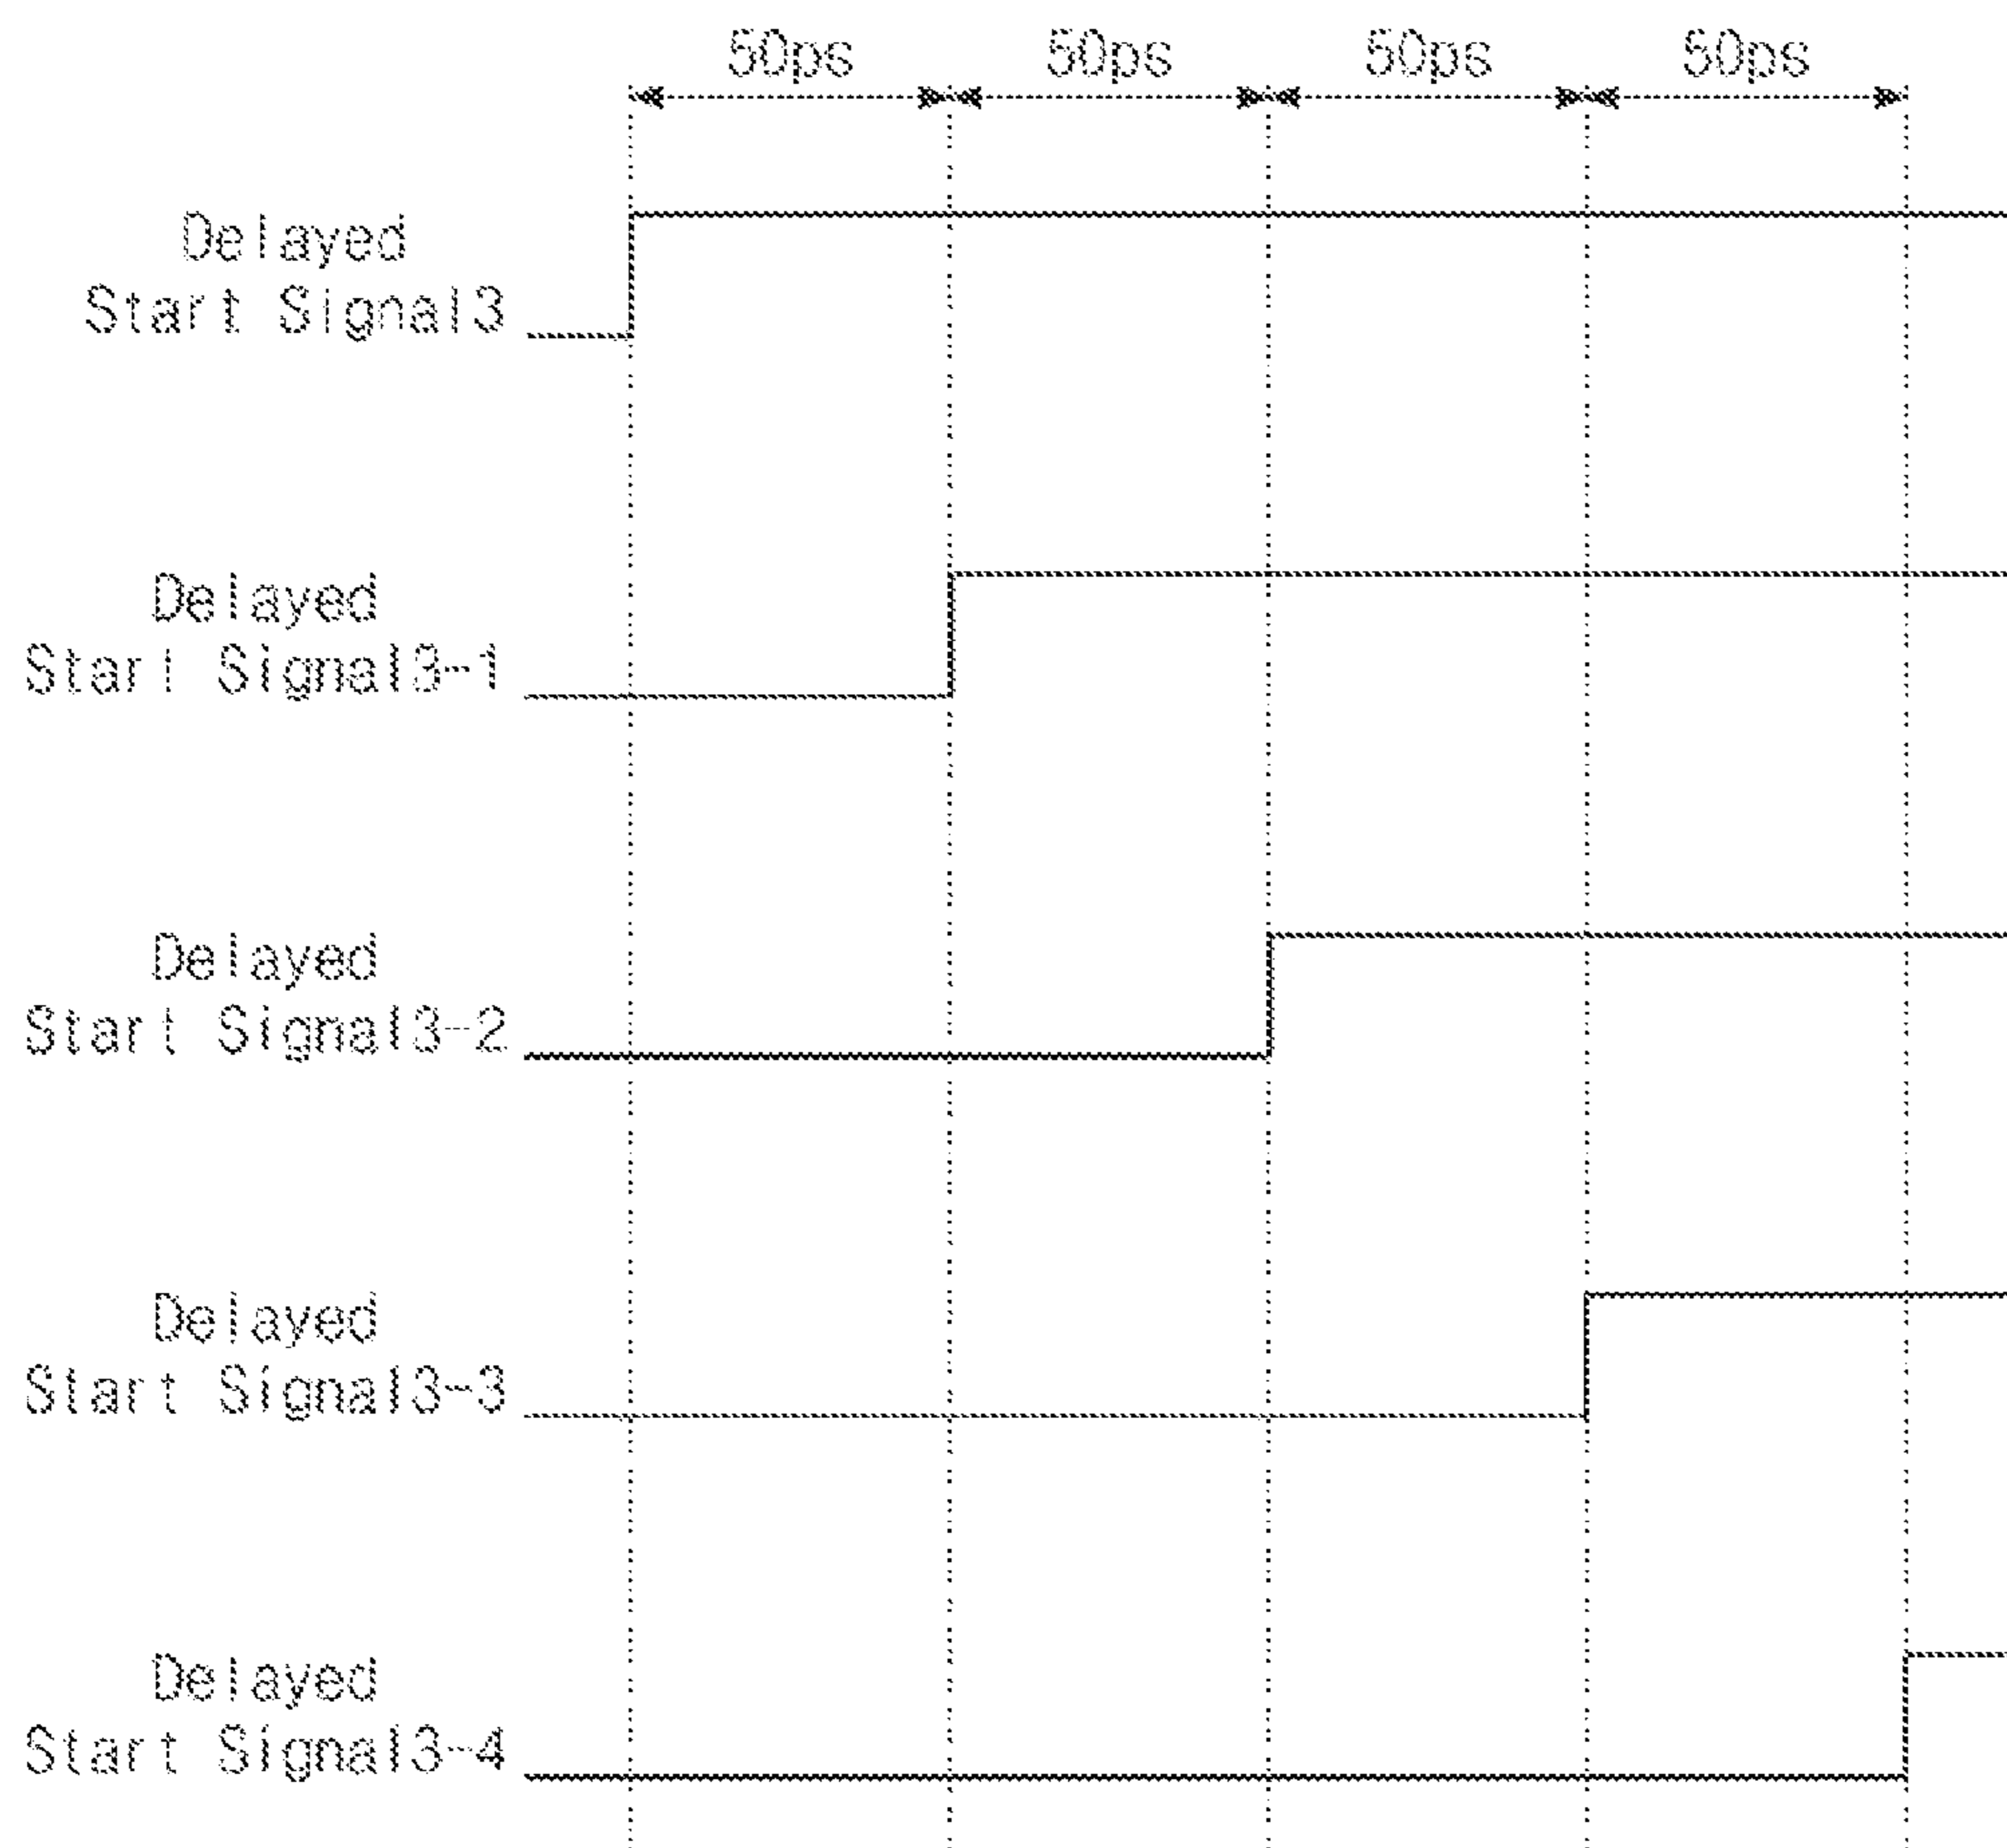 50ps 50ps 50ps 50ps
Delayed
Start Signal3
Delayed
Start Signal3-1
Delayed
Start Signal3-2
Delayed
Start Signal3-3
Delayed
Start Signal3-4